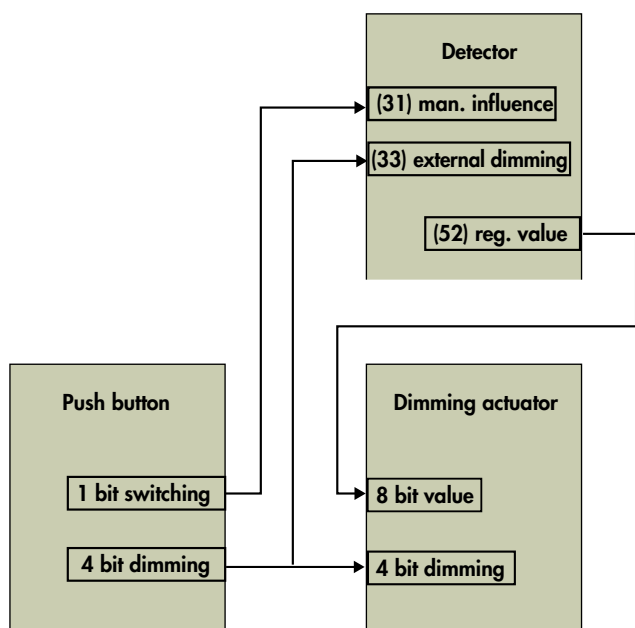 Detector
(31) man. influence
(33) external dimming
(52) reg. value
Push button
1 bit switching
4 bit dimming
Dimming actuator
8 bit value
4 bit dimming